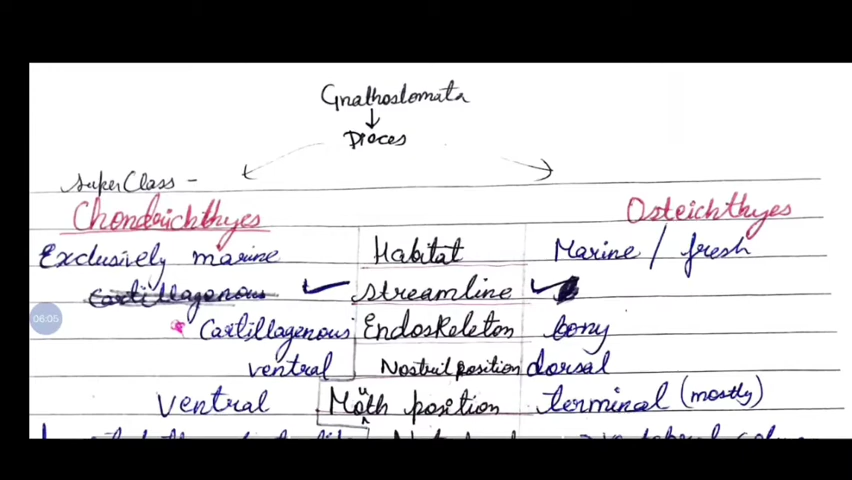 Gnathostomata
↓
Pisces
SuperClass -
Chondrichthyes Osteichthyes
Exclusively marine Habitat Marine / fresh
Cartillagenous ✓ streamline ✓
Cartillagenous Endoskeleton bony
ventral Nostril position dorsal
Ventral Mouth position terminal (mostly)
06:05